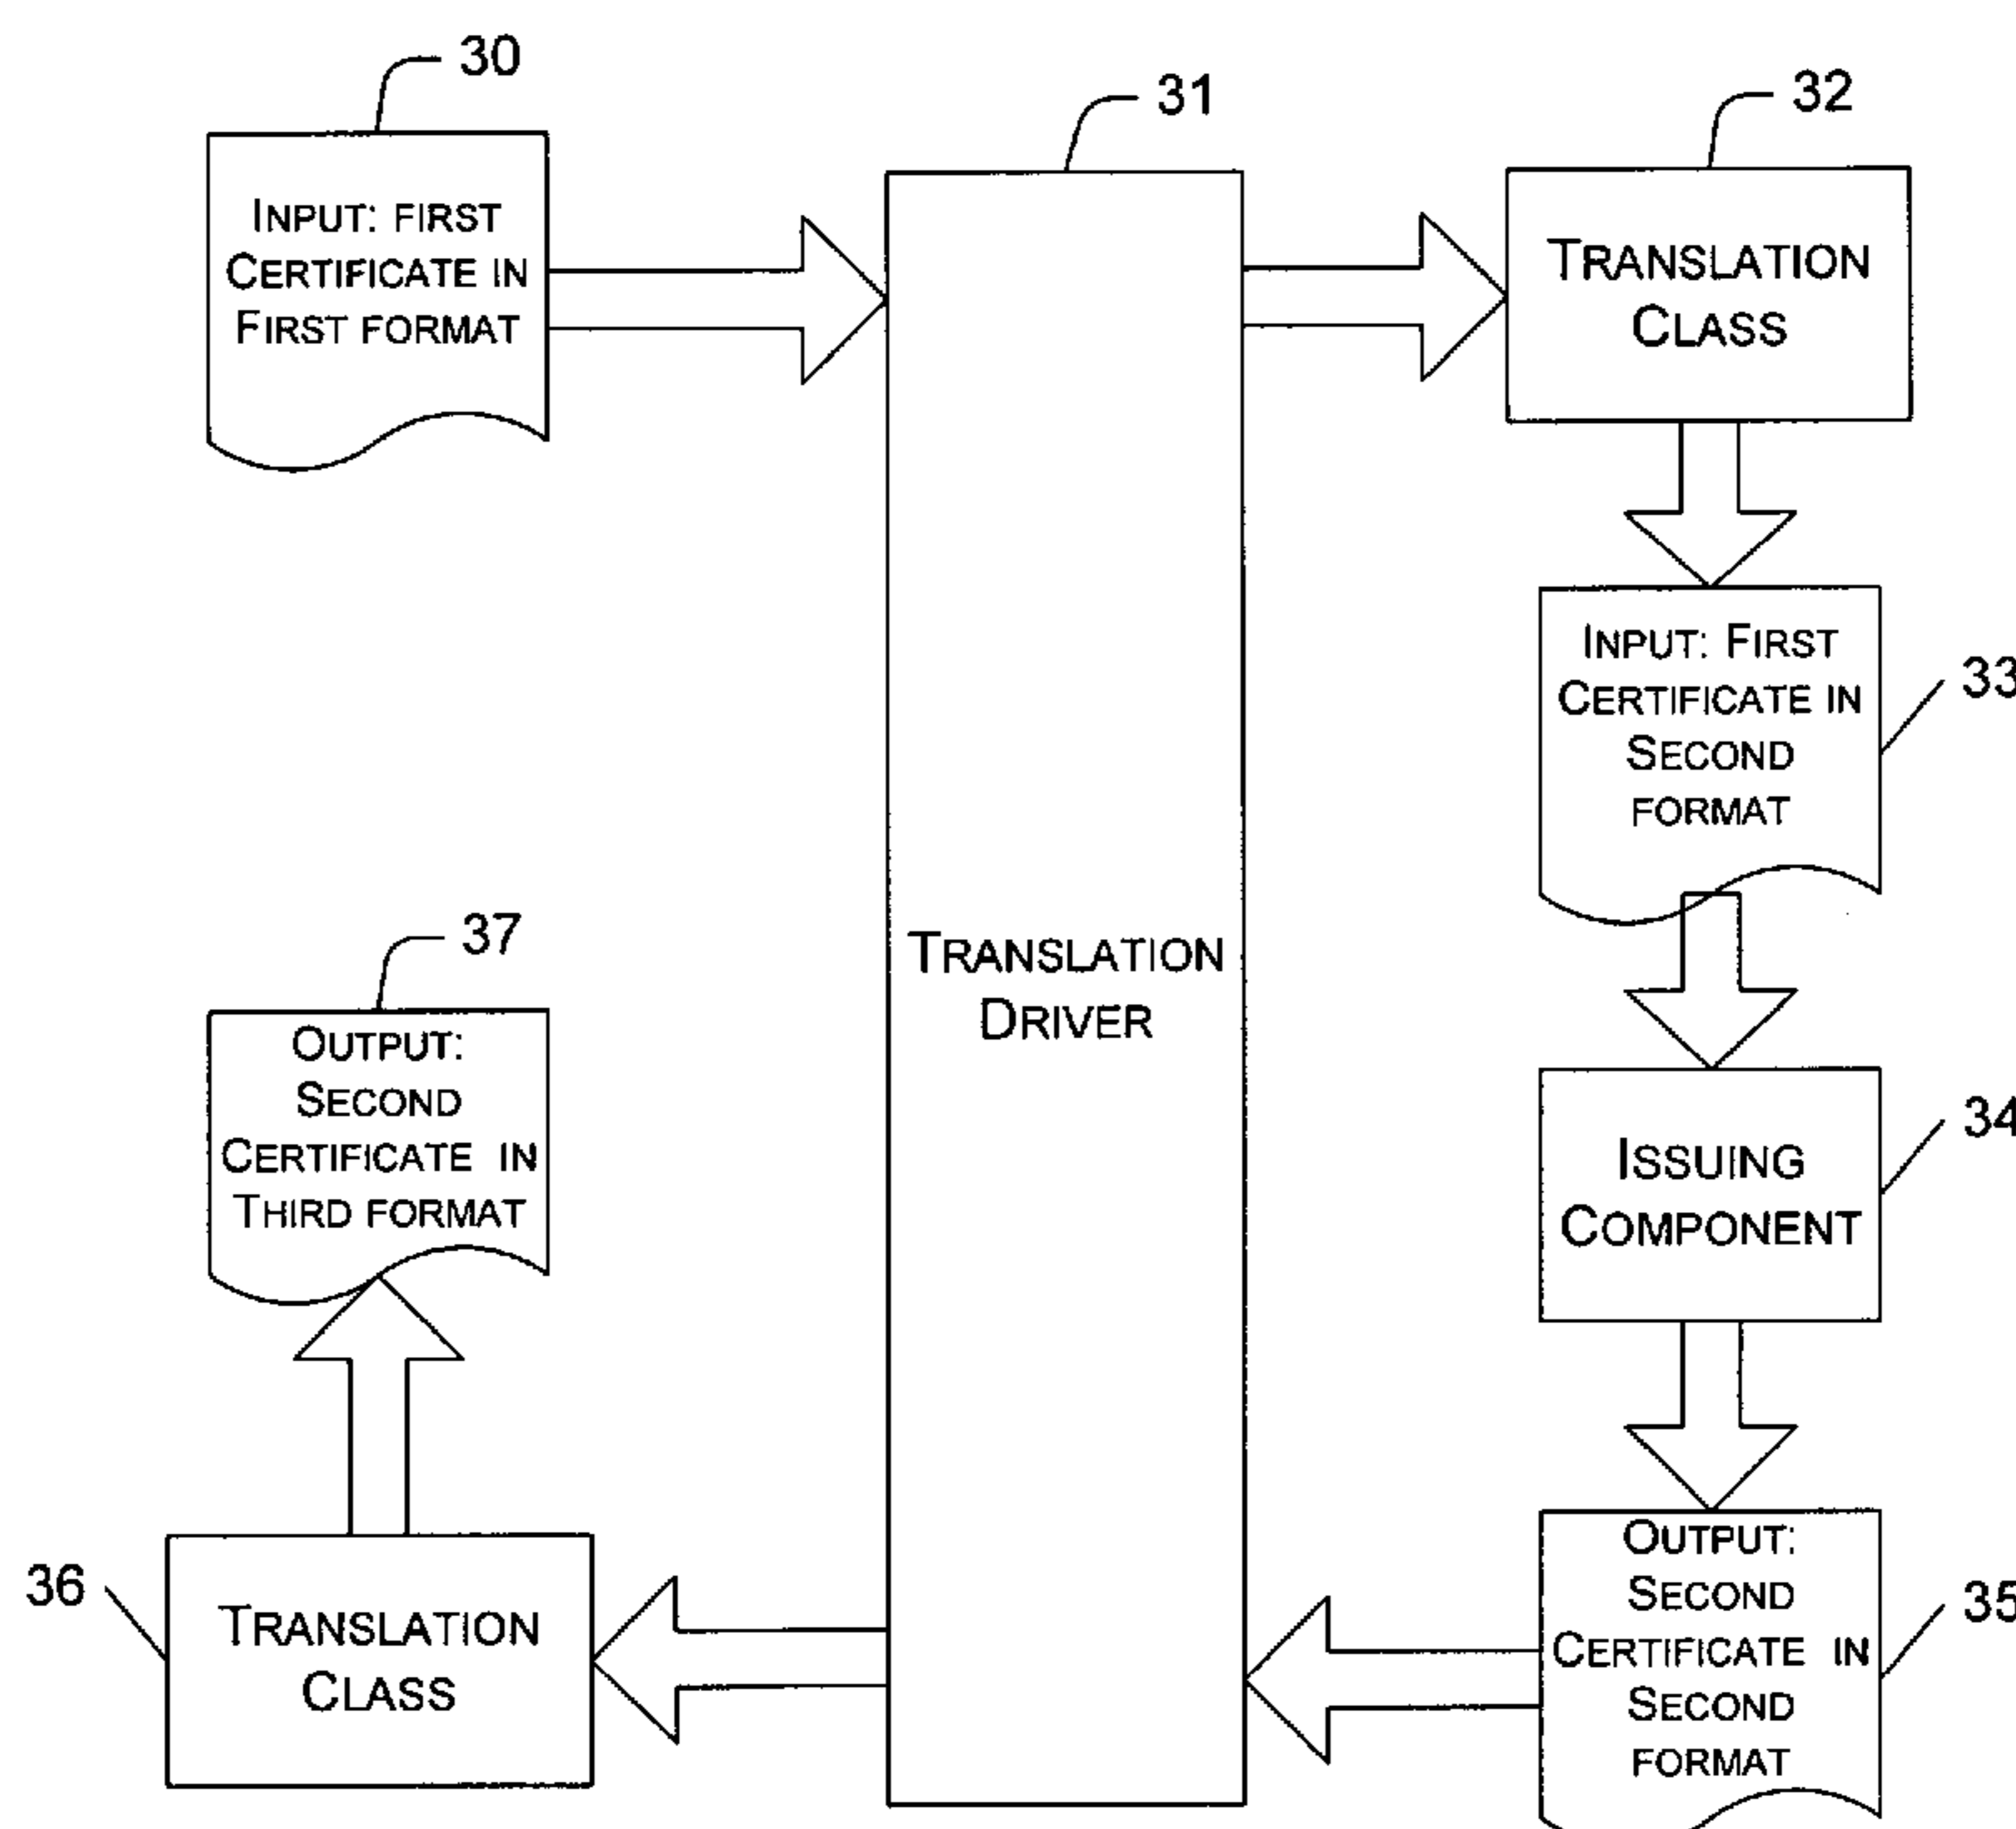 30
INPUT: FIRST
CERTIFICATE IN
FIRST FORMAT
31
TRANSLATION
DRIVER
32
TRANSLATION
CLASS
INPUT: FIRST
CERTIFICATE IN
SECOND
FORMAT
33
ISSUING
COMPONENT
34
OUTPUT:
SECOND
CERTIFICATE IN
SECOND
FORMAT
35
36
TRANSLATION
CLASS
37
OUTPUT:
SECOND
CERTIFICATE IN
THIRD FORMAT